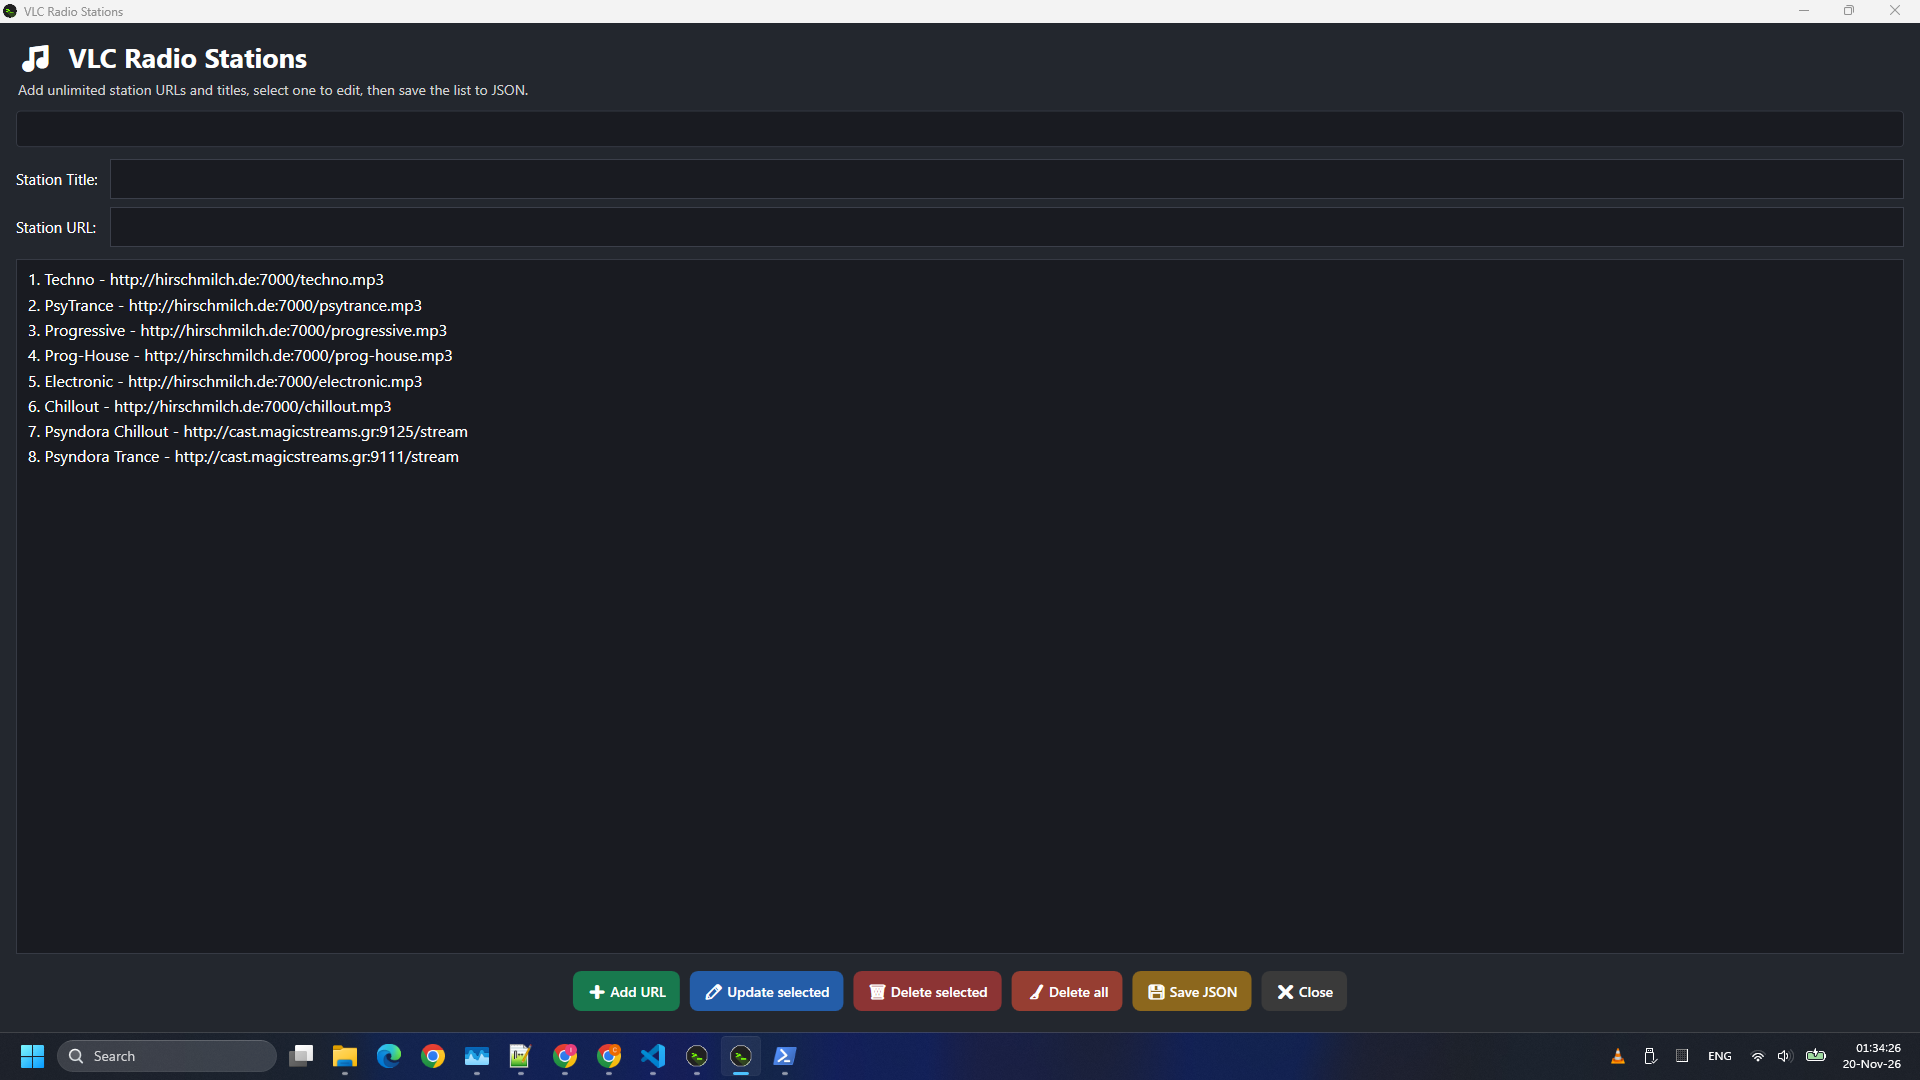 VLC Radio Stations
VLC Radio Stations
Add unlimited station URLs and titles, select one to edit, then save the list to JSON.
Station Title:
Station URL:
1. Techno - http://hirschmilch.de:7000/techno.mp3
2. PsyTrance - http://hirschmilch.de:7000/psytrance.mp3
3. Progressive - http://hirschmilch.de:7000/progressive.mp3
4. Prog-House - http://hirschmilch.de:7000/prog-house.mp3
5. Electronic - http://hirschmilch.de:7000/electronic.mp3
6. Chillout - http://hirschmilch.de:7000/chillout.mp3
7. Psyndora Chillout - http://cast.magicstreams.gr:9125/stream
8. Psyndora Trance - http://cast.magicstreams.gr:9111/stream
Add URL Update selected Delete selected Delete all Save JSON Close
Search
ENG
01:34:26
20-Nov-26